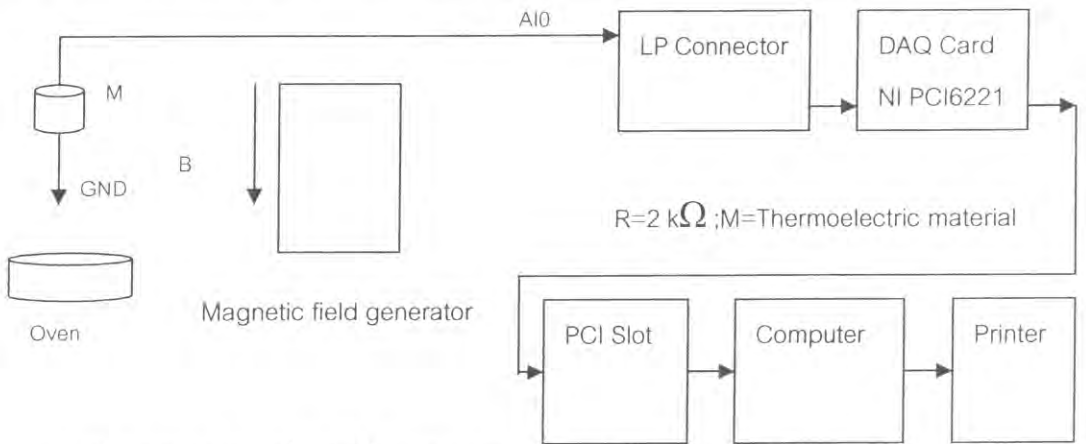 AI0
LP Connector
DAQ Card
NI PCI6221
M
B
GND
R=2 kΩ ;M=Thermoelectric material
Magnetic field generator
Oven
PCI Slot
Computer
Printer